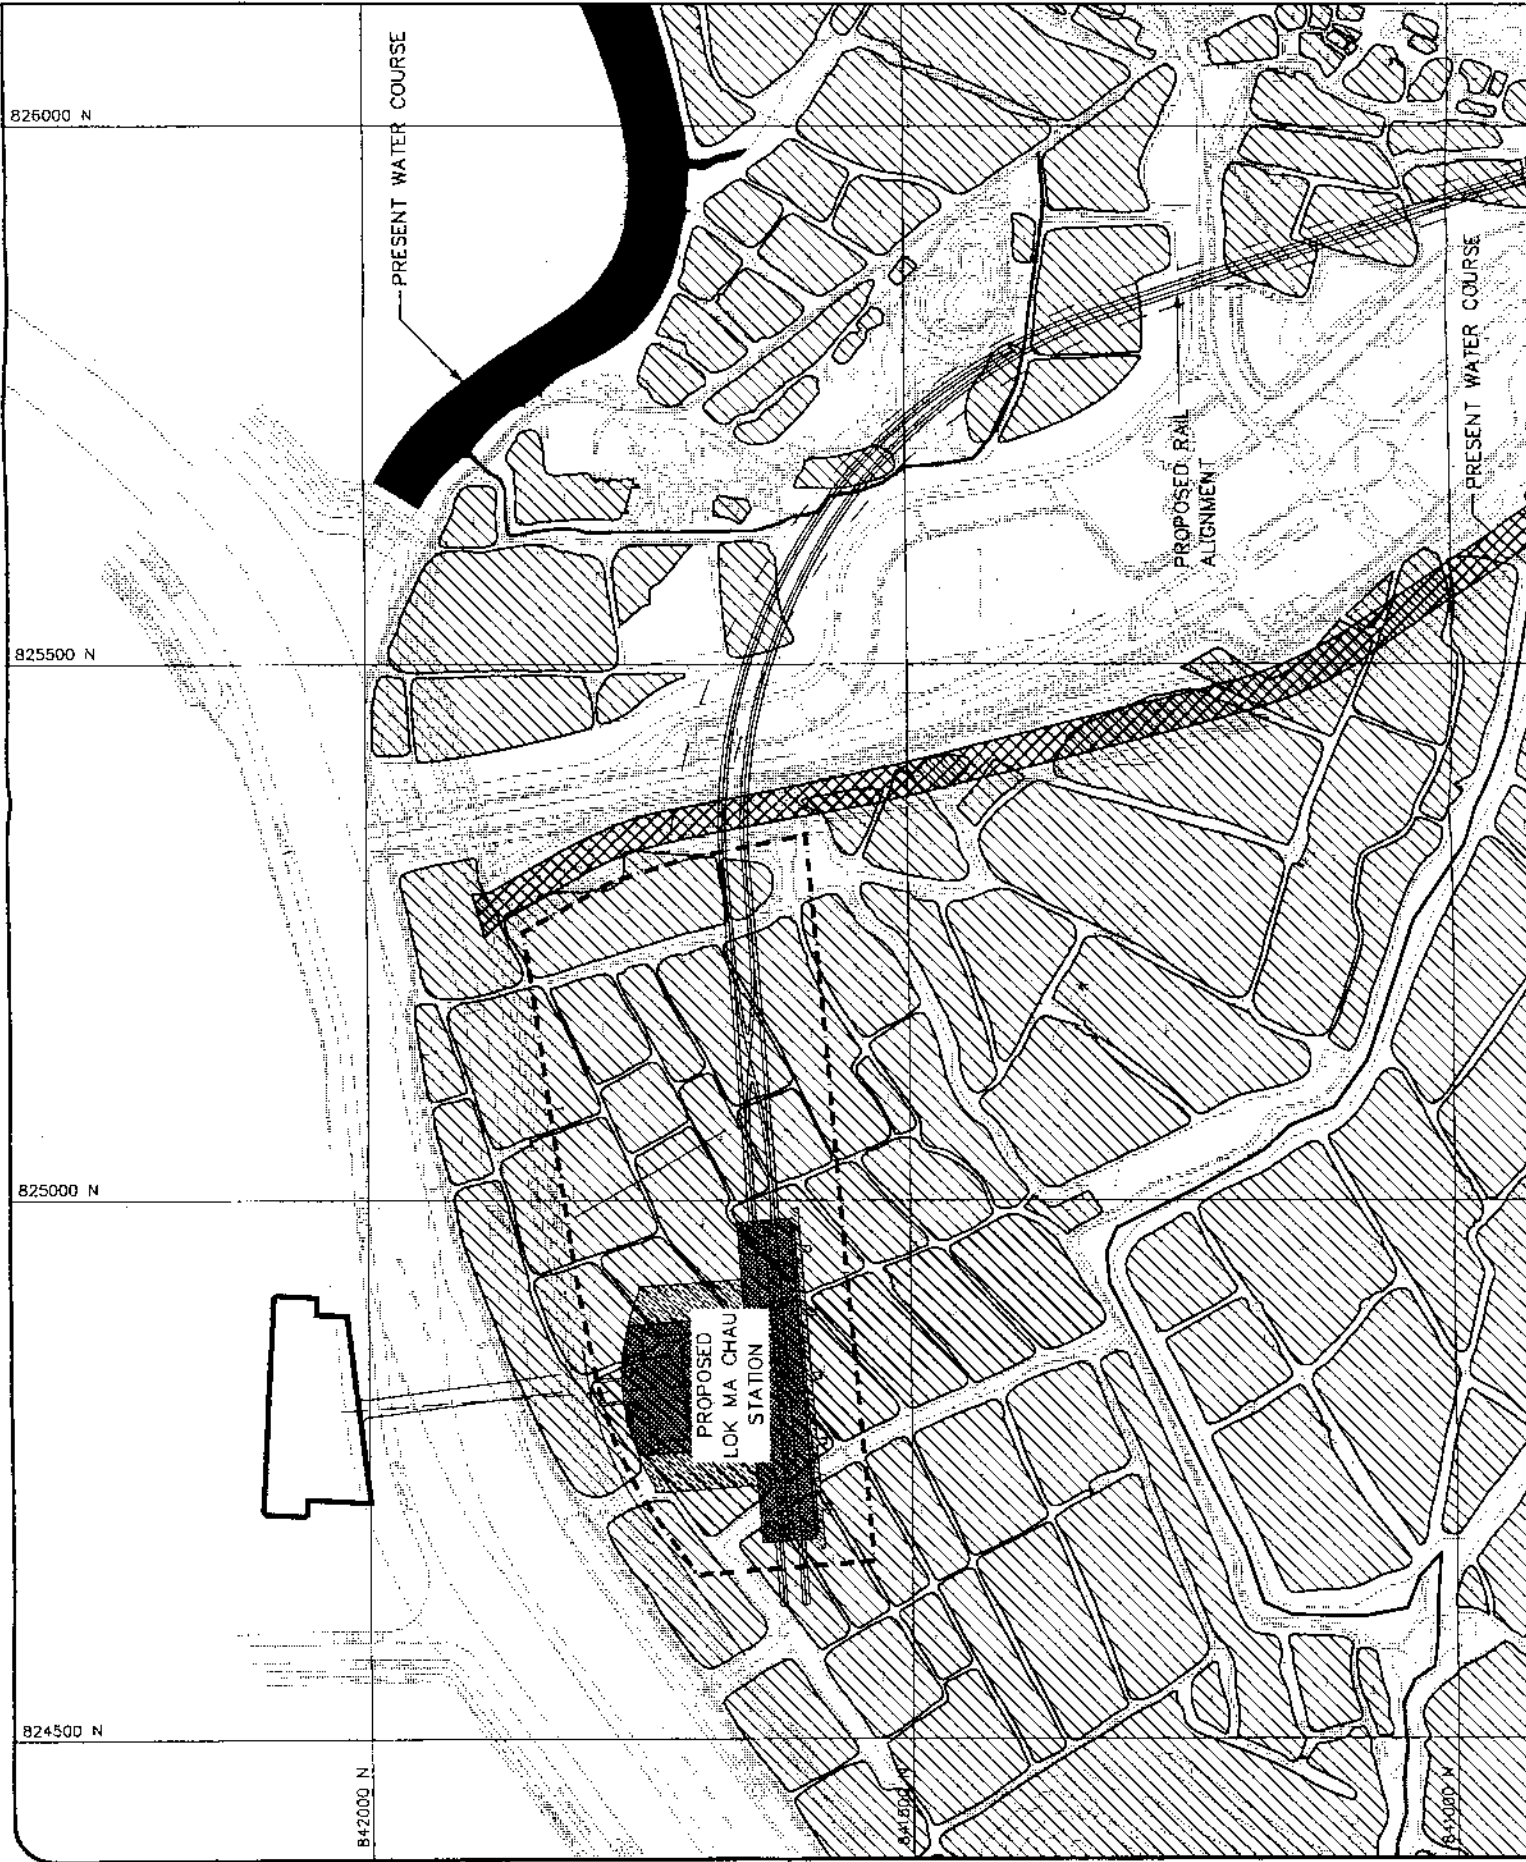 826000 N
PRESENT WATER COURSE
825500 N
PROPOSED RAIL
ALIGNMENT
PRESENT WATER COURSE
825000 N
PROPOSED
LOK MA CHAU
STATION
824500 N
842000 N
841500 N
841000 N